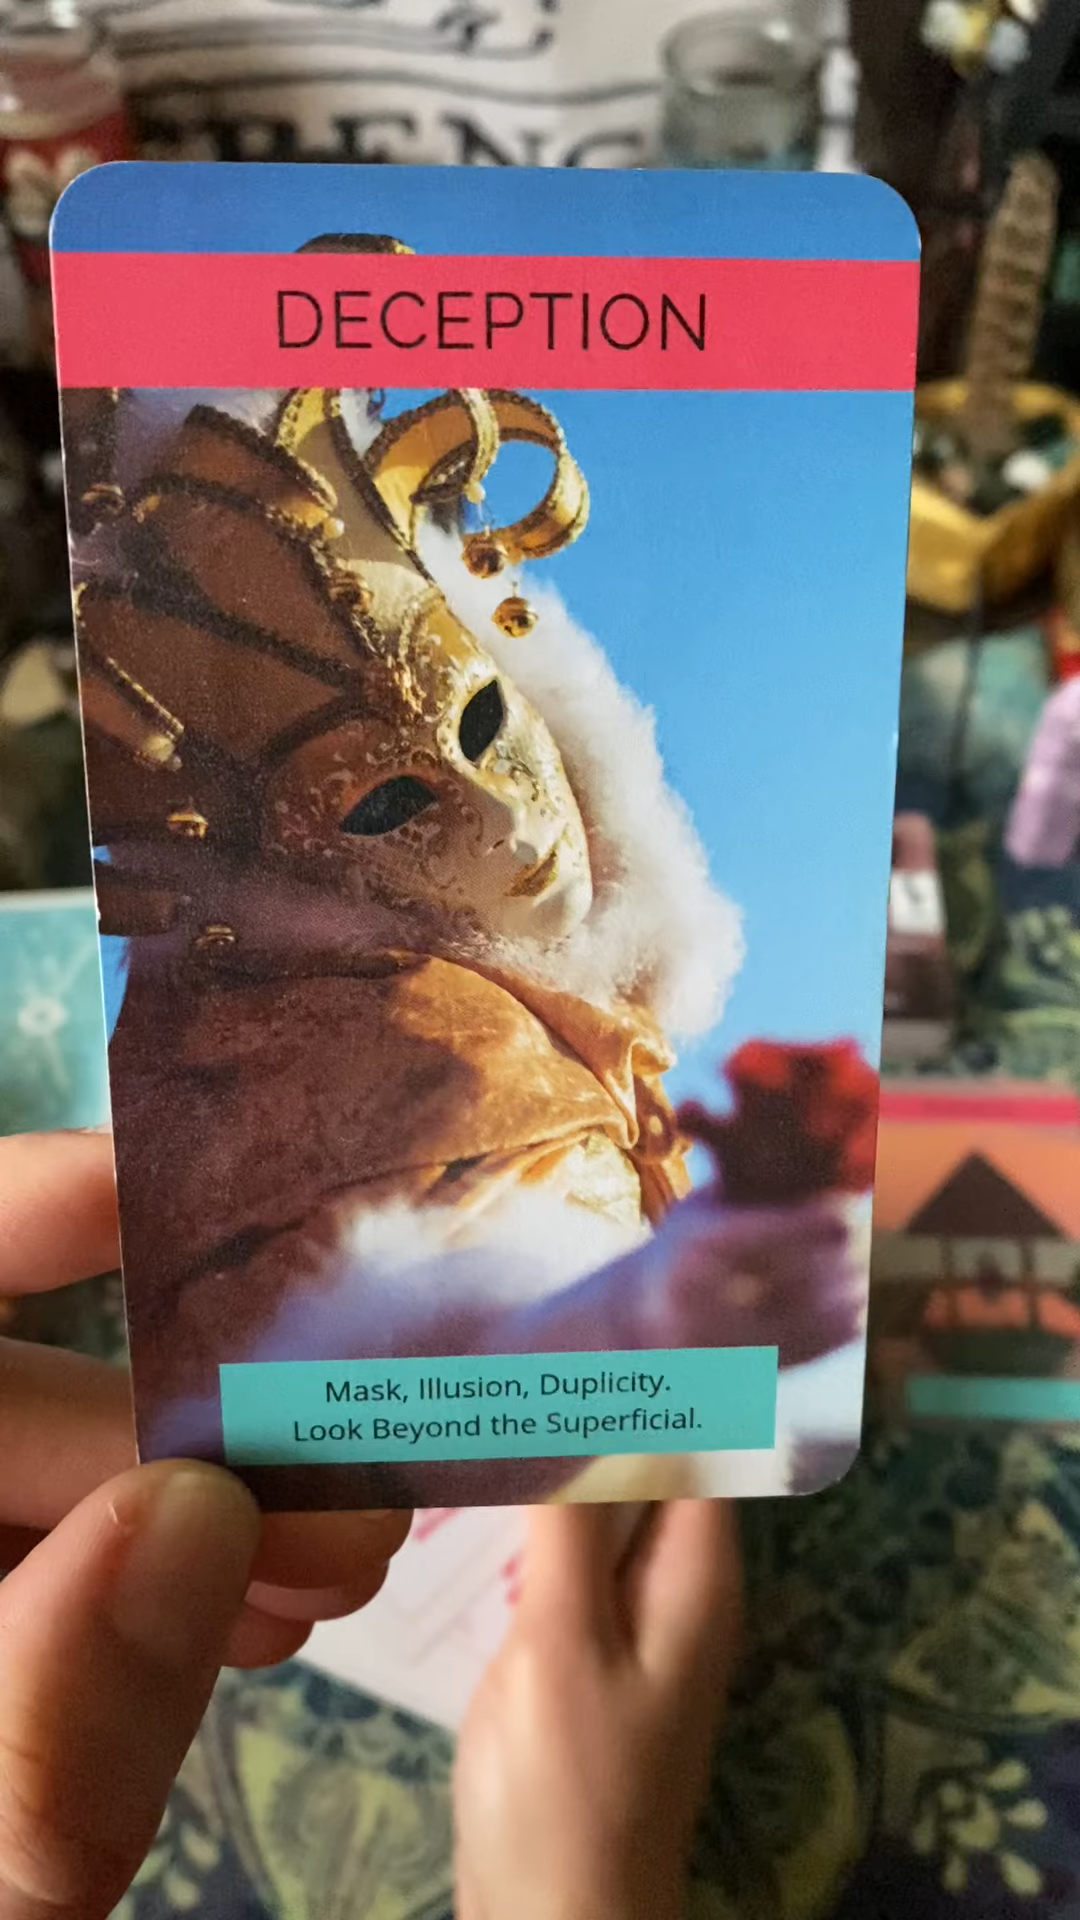 DECEPTION
Mask, Illusion, Duplicity.
Look Beyond the Superficial.